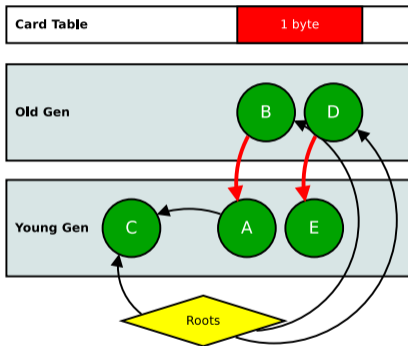 Card Table
1 byte
Old Gen
B
D
Young Gen
C
A
E
Roots